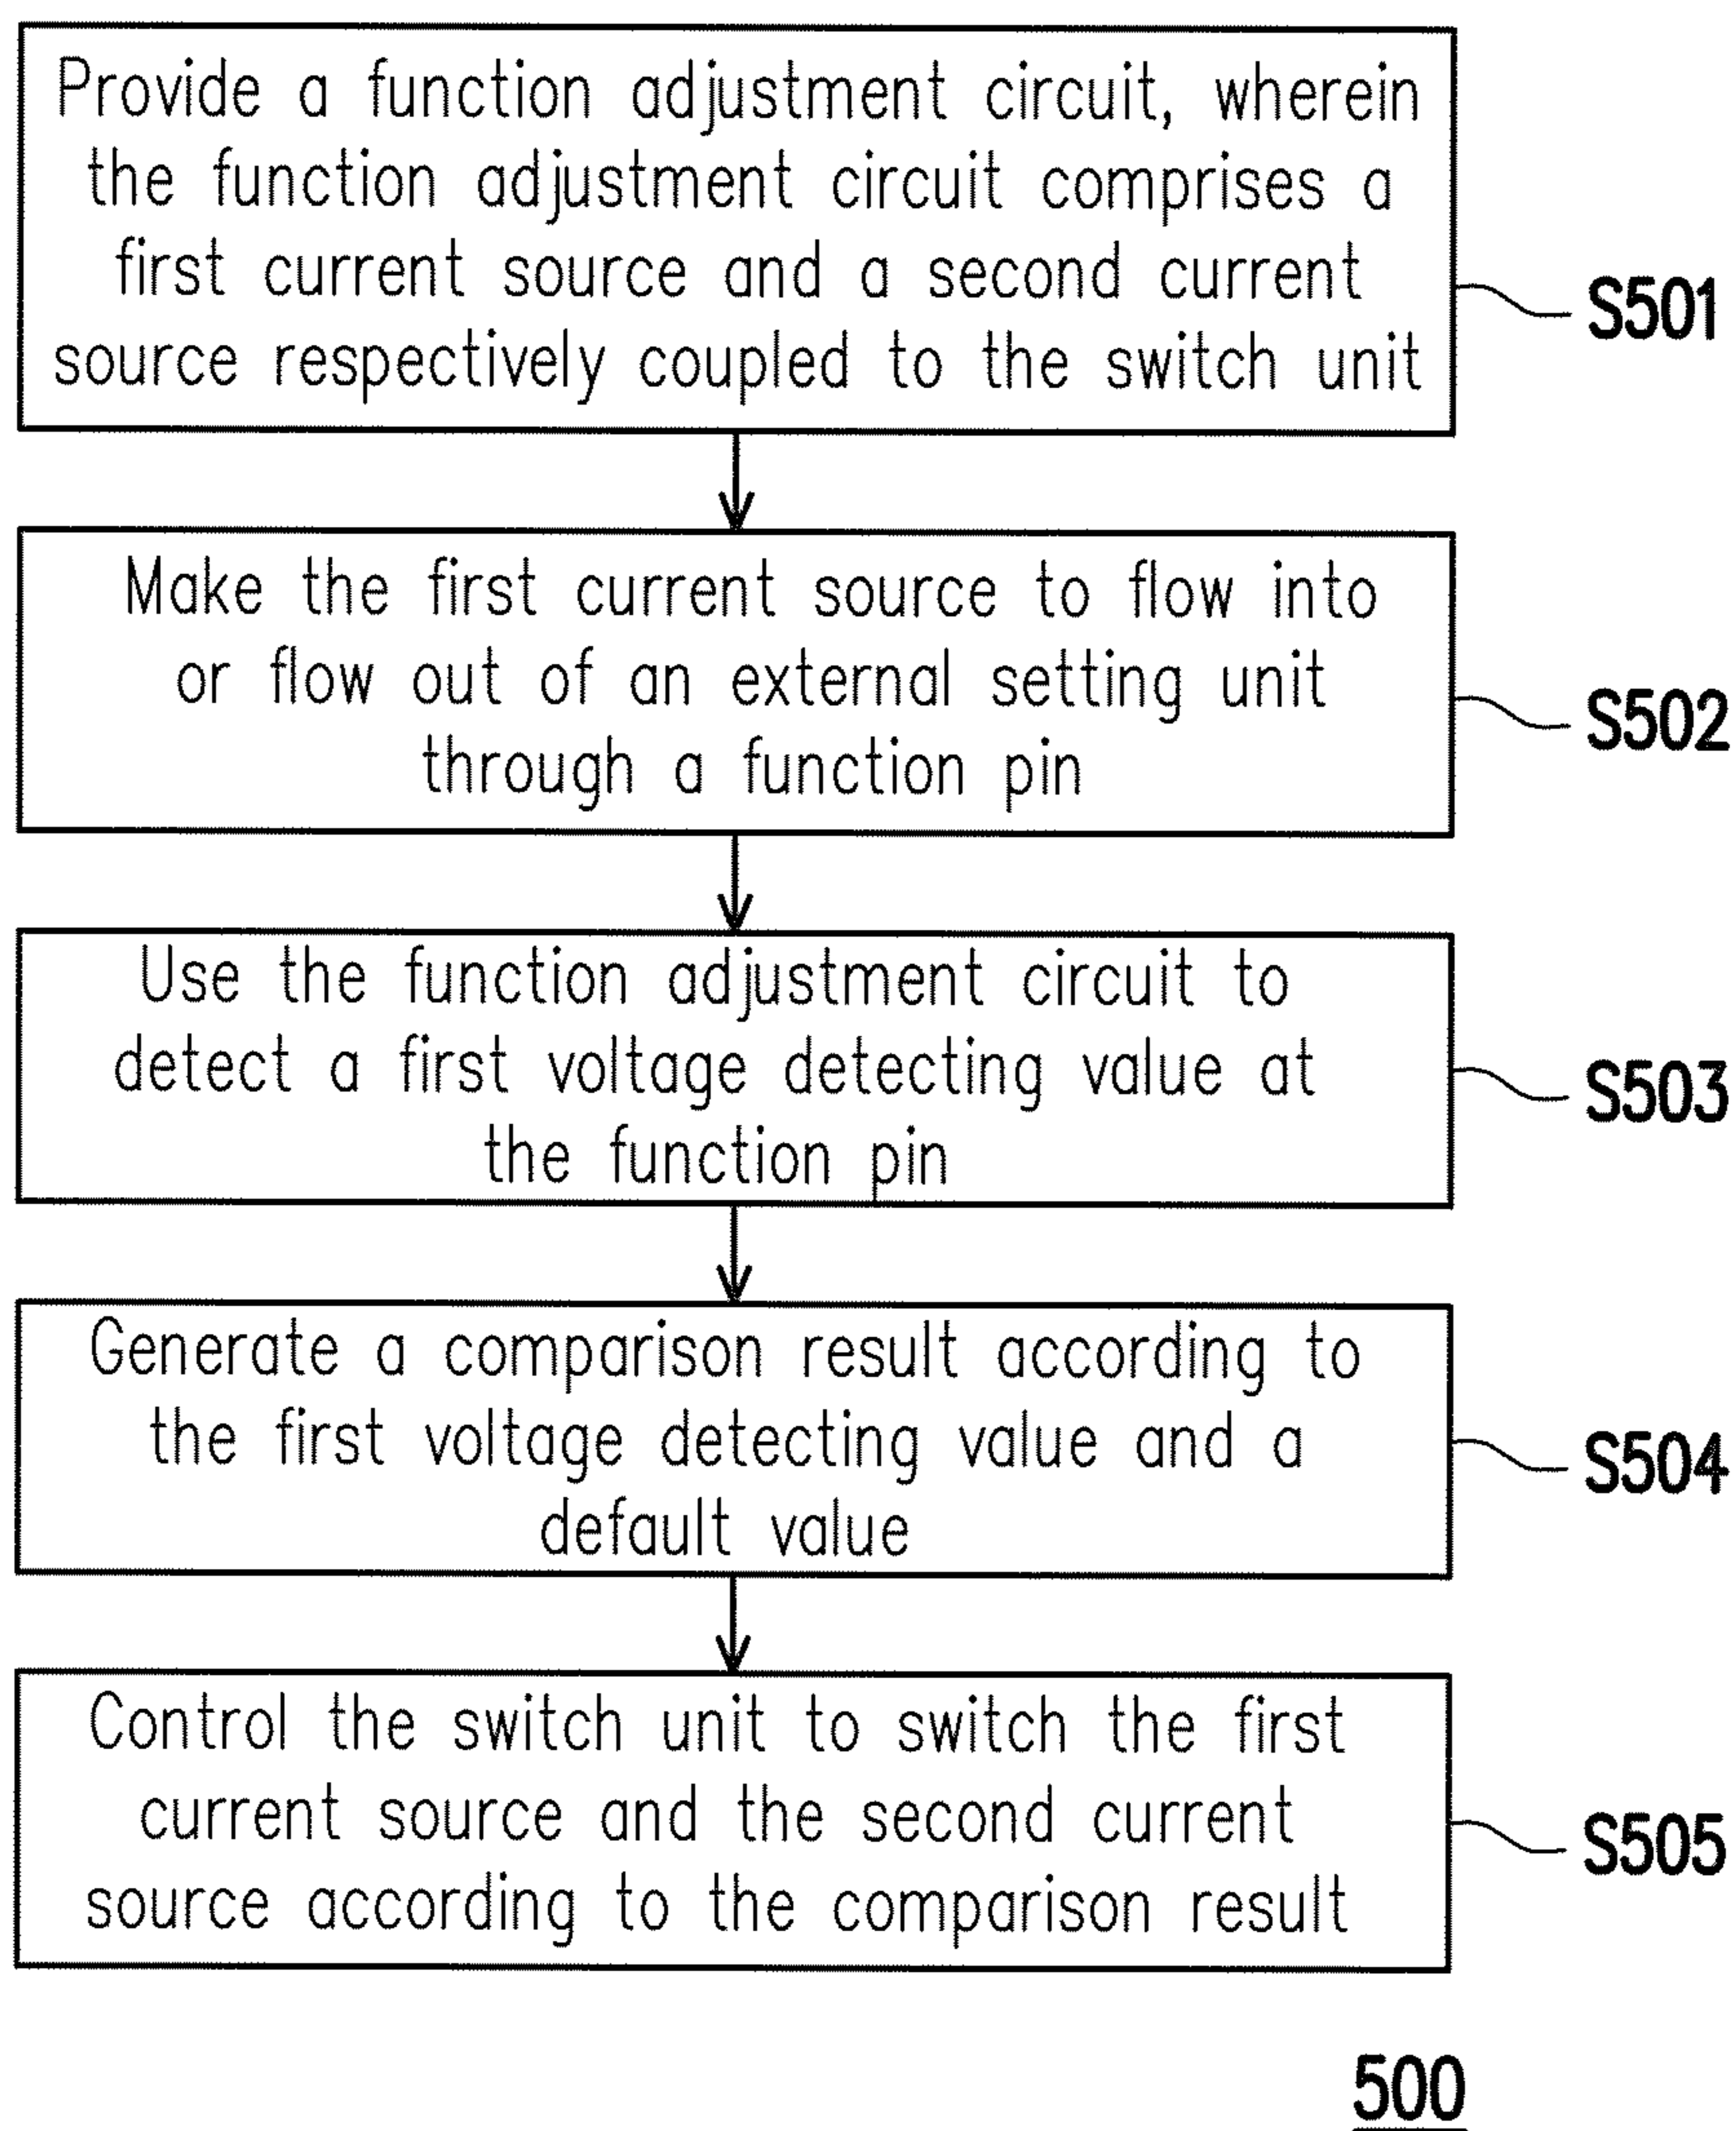 Provide a function adjustment circuit, wherein
the function adjustment circuit comprises a
first current source and a second current
source respectively coupled to the switch unit
S501
Make the first current source to flow into
or flow out of an external setting unit
through a function pin
S502
Use the function adjustment circuit to
detect a first voltage detecting value at
the function pin
S503
Generate a comparison result according to
the first voltage detecting value and a
default value
S504
Control the switch unit to switch the first
current source and the second current
source according to the comparison result
S505
500